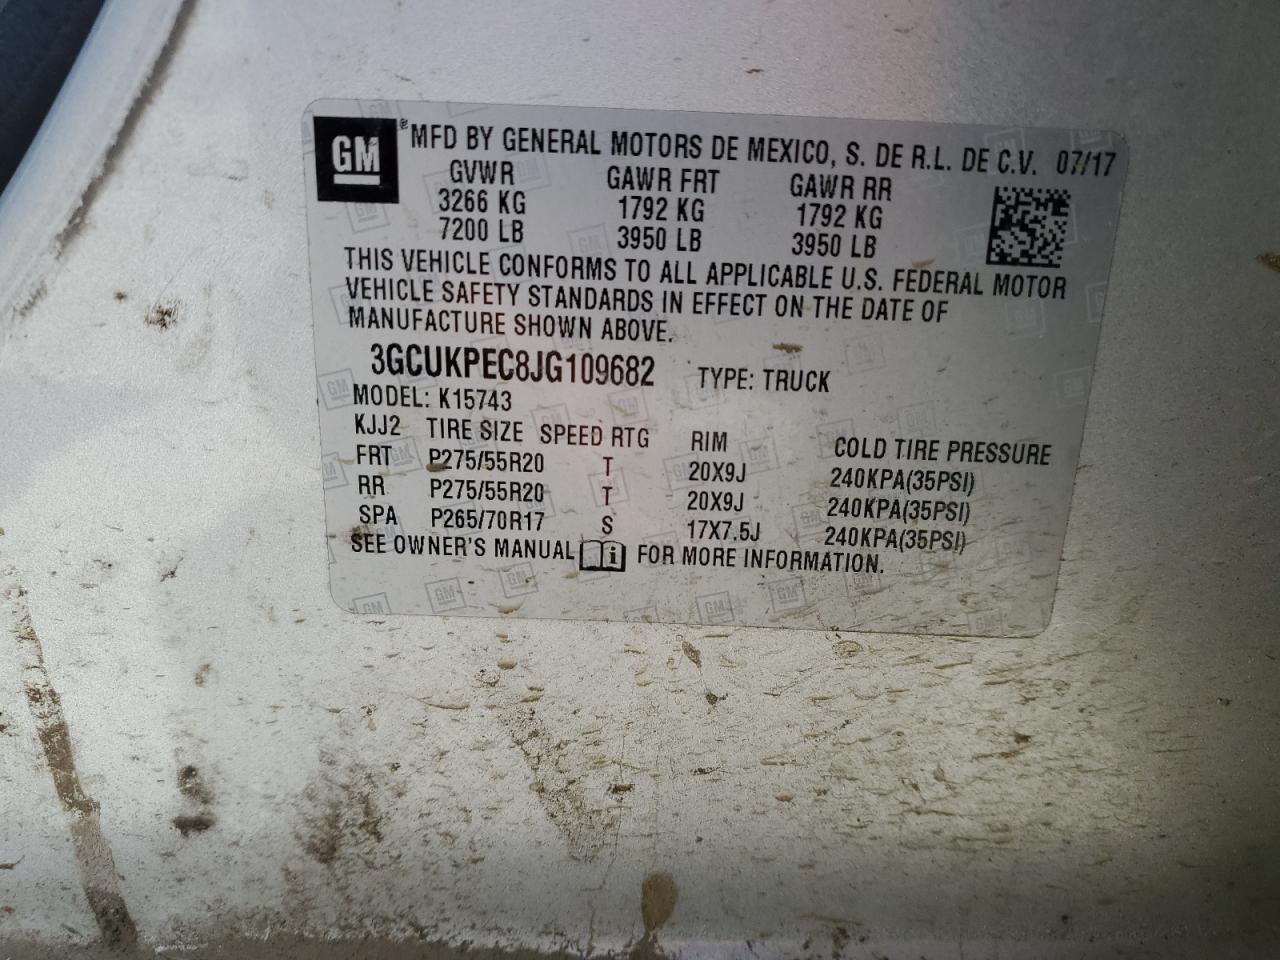 GM ® MFD BY GENERAL MOTORS DE MEXICO, S. DE R.L. DE C.V. 07/17
GVWR GAWR FRT GAWR RR
3266 KG 1792 KG 1792 KG
7200 LB 3950 LB 3950 LB
THIS VEHICLE CONFORMS TO ALL APPLICABLE U.S. FEDERAL MOTOR
VEHICLE SAFETY STANDARDS IN EFFECT ON THE DATE OF
MANUFACTURE SHOWN ABOVE.
3GCUKPEC8JG109682 TYPE: TRUCK
MODEL: K15743
KJJ2 TIRE SIZE SPEED RTG RIM COLD TIRE PRESSURE
FRT P275/55R20 T 20X9J 240KPA(35PSI)
RR P275/55R20 T 20X9J 240KPA(35PSI)
SPA P265/70R17 S 17X7.5J 240KPA(35PSI)
SEE OWNER'S MANUAL i FOR MORE INFORMATION.